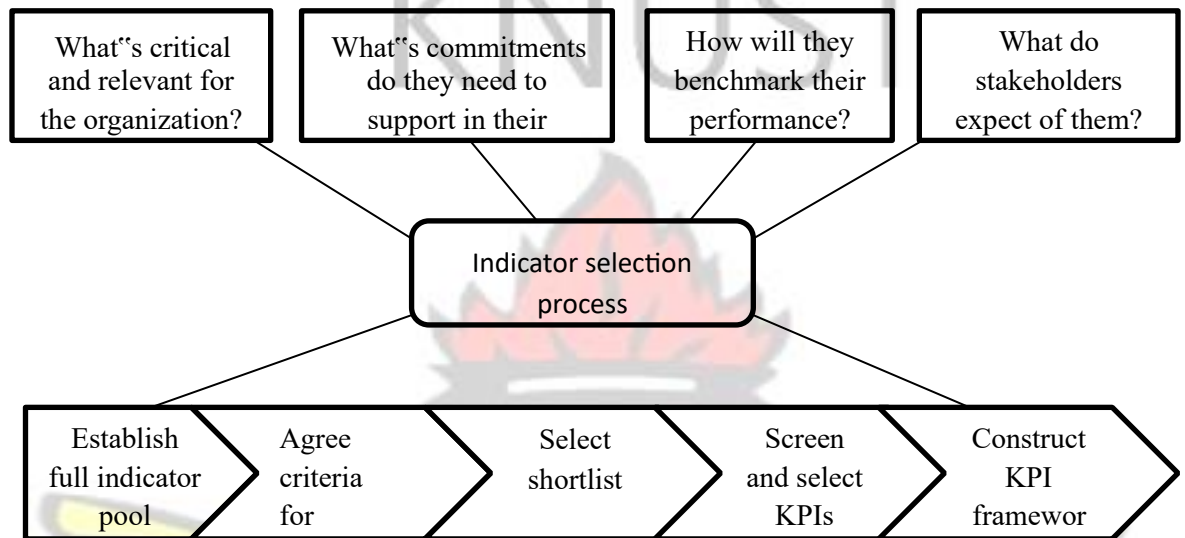 KNUST
What‟s critical
and relevant for
the organization?
What‟s commitments
do they need to
support in their
How will they
benchmark their
performance?
What do
stakeholders
expect of them?
Indicator selection
process
Establish
full indicator
pool
Agree
criteria
for
Select
shortlist
Screen
and select
KPIs
Construct
KPI
framewor